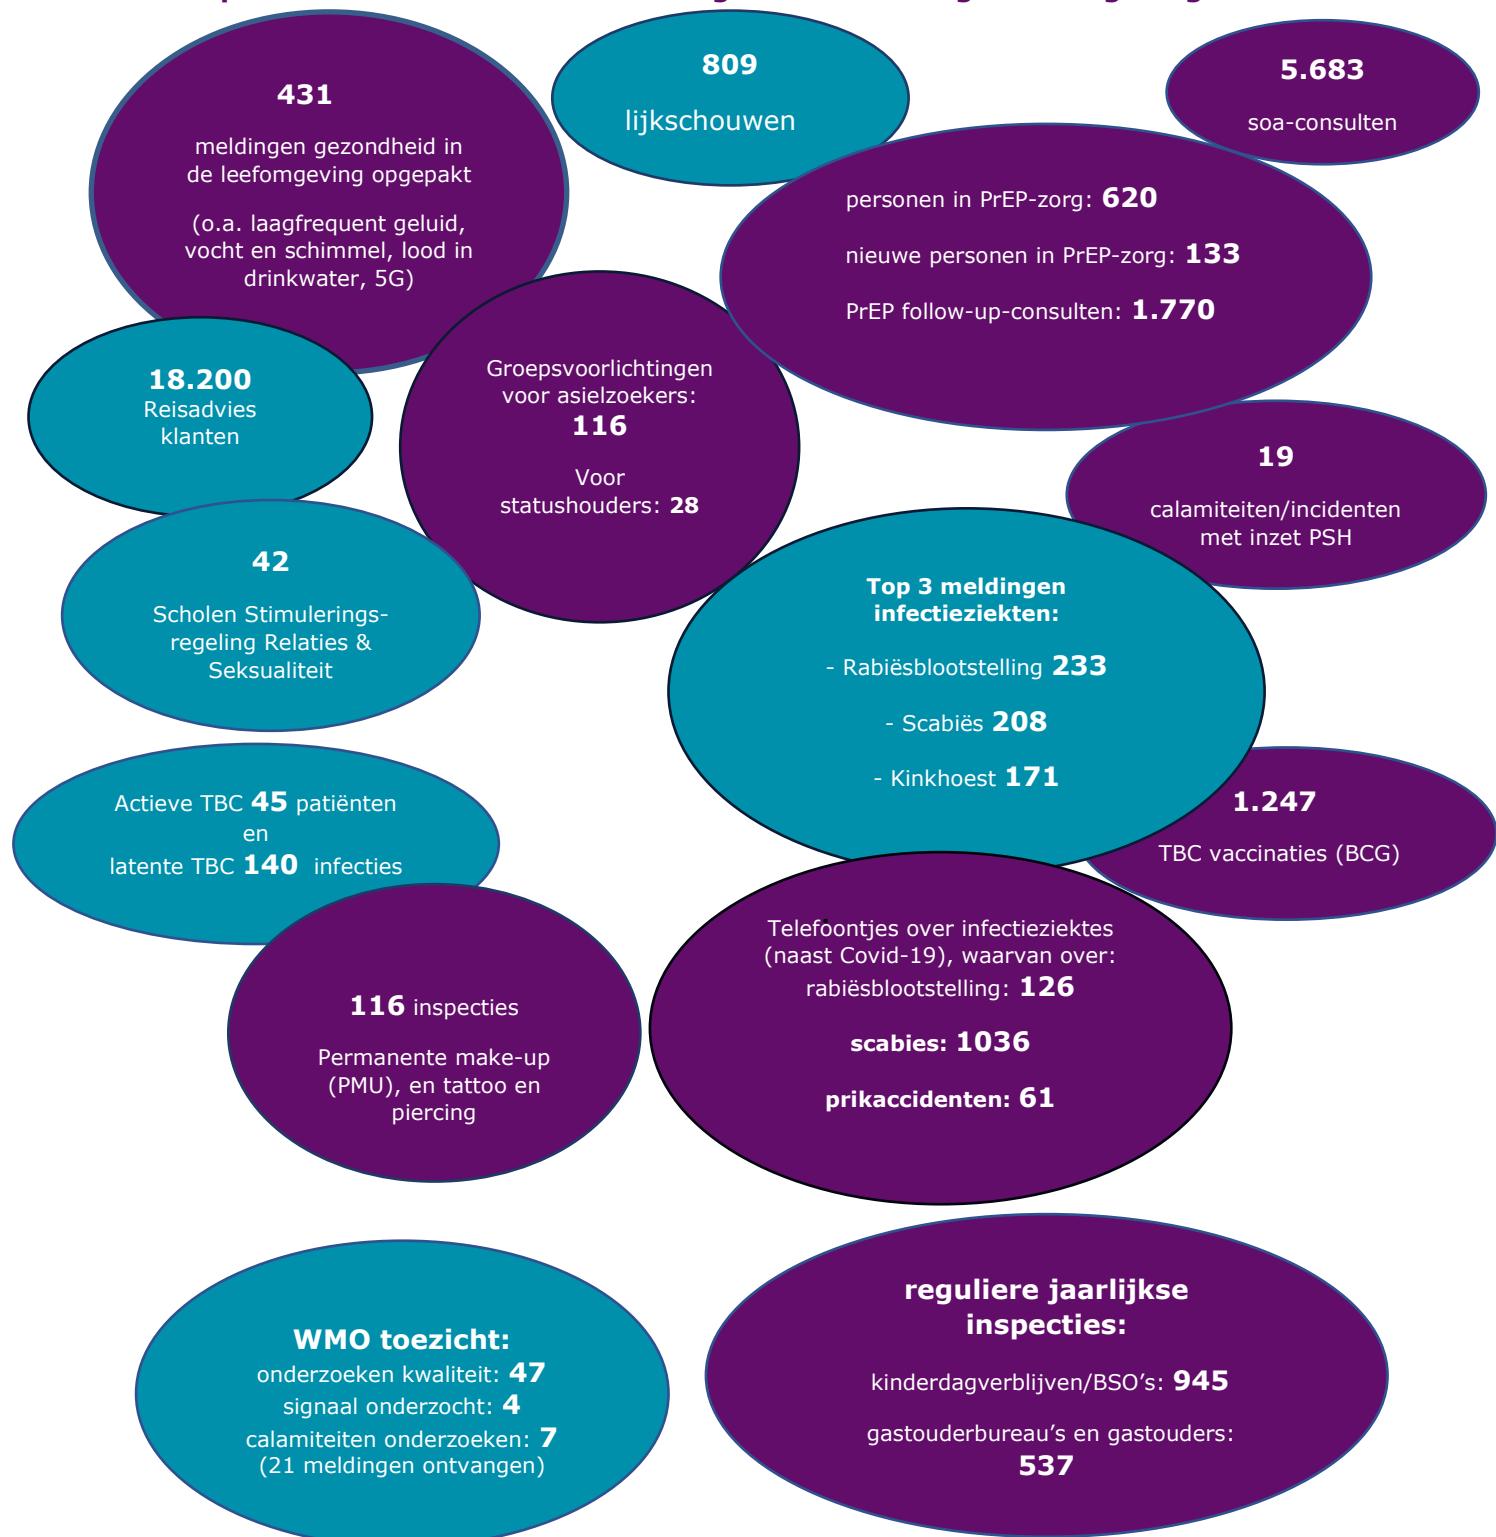 431
meldingen gezondheid in
de leefomgeving opgepakt
(o.a. laagfrequent geluid,
vocht en schimmel, lood in
drinkwater, 5G)
809
lijkschouwen
5.683
soa-consulten
personen in PrEP-zorg: 620
nieuwe personen in PrEP-zorg: 133
PrEP follow-up-consulten: 1.770
18.200
Reisadvies
klanten
Groepsvoorlichtingen
voor asielzoekers:
116
Voor
statushouders: 28
19
calamiteiten/incidenten
met inzet PSH
42
Scholen Stimulerings-
regeling Relaties &
Seksualiteit
Top 3 meldingen
infectieziekten:
- Rabiësblootstelling 233
- Scabiës 208
- Kinkhoest 171
Actieve TBC 45 patiënten
en
latente TBC 140 infecties
1.247
TBC vaccinaties (BCG)
116 inspecties
Permanente make-up
(PMU), en tattoo en
piercing
Telefoontjes over infectieziektes
(naast Covid-19), waarvan over:
rabiësblootstelling: 126
scabies: 1036
prikaccidenten: 61
WMO toezicht:
onderzoeken kwaliteit: 47
signaal onderzocht: 4
calamiteiten onderzoeken: 7
(21 meldingen ontvangen)
reguliere jaarlijkse
inspecties:
kinderdagverblijven/BSO’s: 945
gastouderbureau’s en gastouders:
537